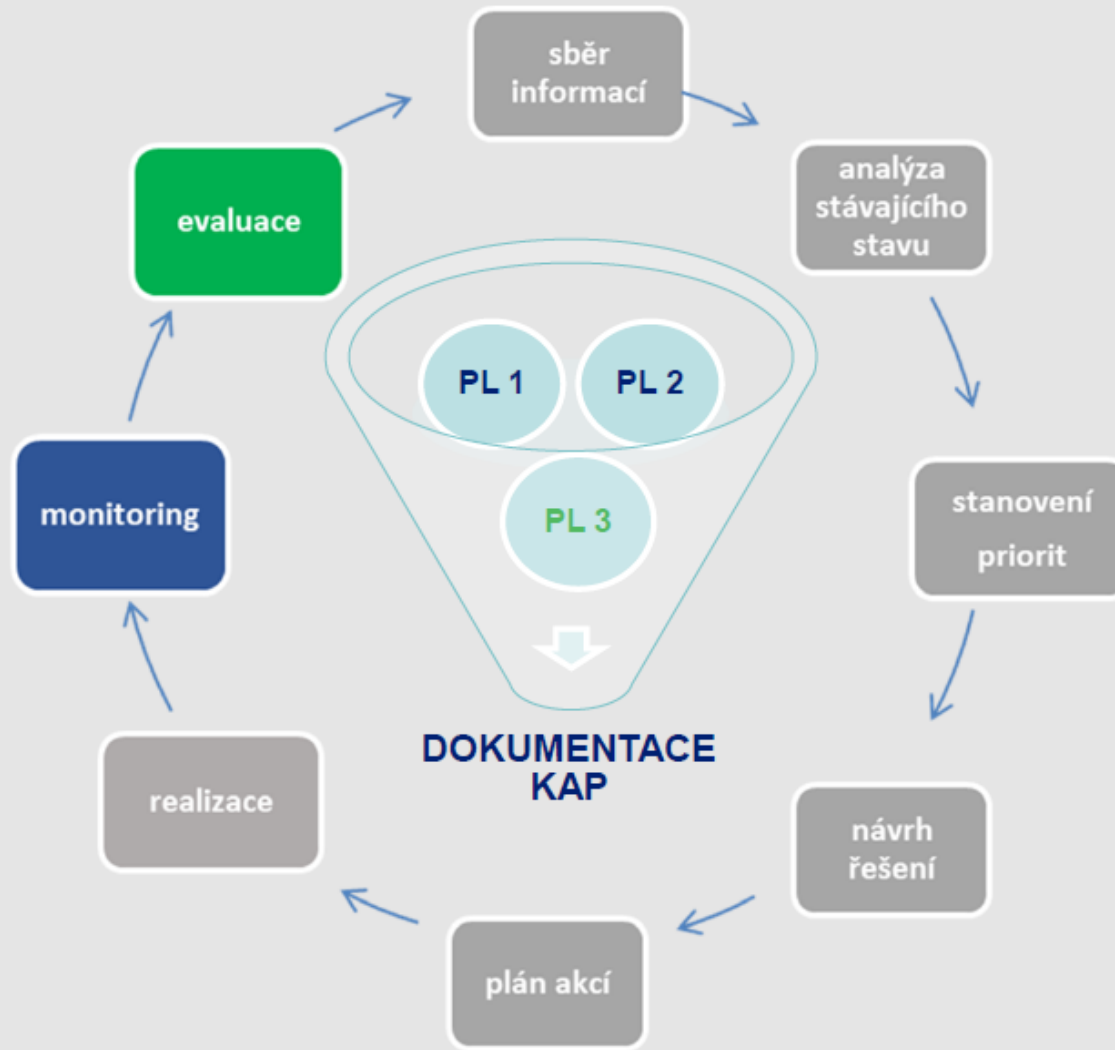 sběr
informací
analýza
stávajícího
stavu
stanovení
priorit
návrh
řešení
plán akcí
realizace
monitoring
evaluace
PL 1
PL 2
PL 3
DOKUMENTACE
KAP